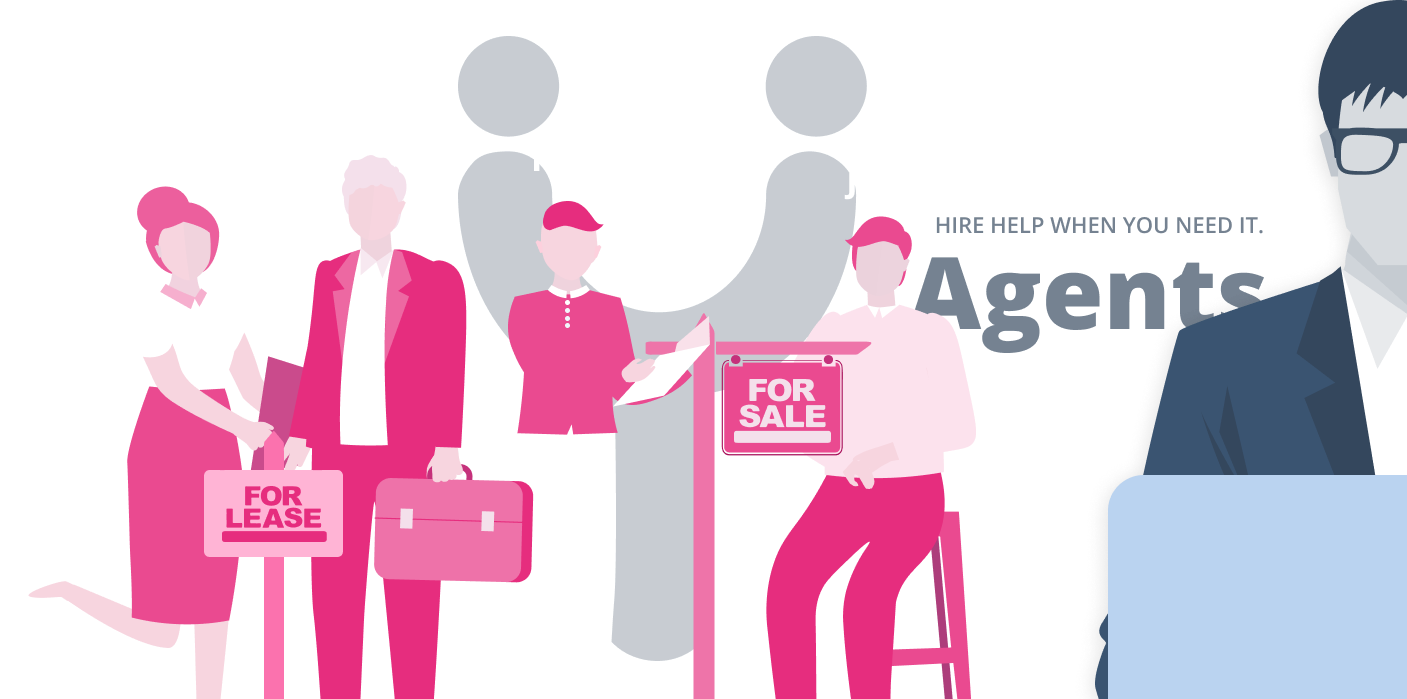 HIRE HELP WHEN YOU NEED IT.
Agents
FOR
SALE
FOR
LEASE